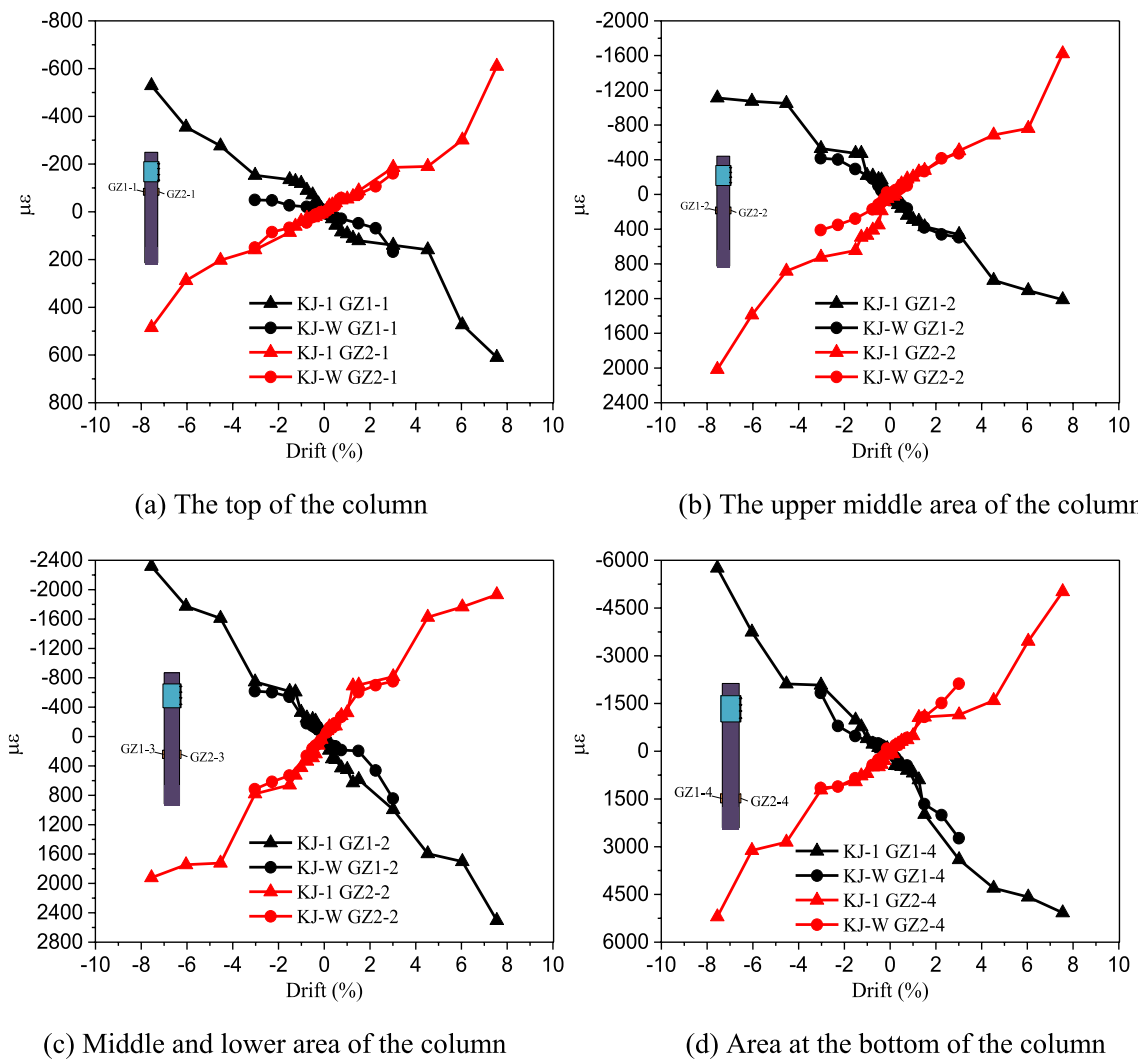 -800
-600
-400
-200
0
200
400
600
800
με
GZ1-1
GZ2-1
KJ-1 GZ1-1
KJ-W GZ1-1
KJ-1 GZ2-1
KJ-W GZ2-1
-10 -8 -6 -4 -2 0 2 4 6 8 10
Drift (%)
(a) The top of the column
-2000
-1600
-1200
-800
-400
0
400
800
1200
1600
2000
2400
με
GZ1-2
GZ2-2
KJ-1 GZ1-2
KJ-W GZ1-2
KJ-1 GZ2-2
KJ-W GZ2-2
-10 -8 -6 -4 -2 0 2 4 6 8 10
Drift (%)
(b) The upper middle area of the column
-2400
-2000
-1600
-1200
-800
-400
0
400
800
1200
1600
2000
2400
2800
με
GZ1-3
GZ2-3
KJ-1 GZ1-2
KJ-W GZ1-2
KJ-1 GZ2-2
KJ-W GZ2-2
-10 -8 -6 -4 -2 0 2 4 6 8 10
Drift (%)
(c) Middle and lower area of the column
-6000
-4500
-3000
-1500
0
1500
3000
4500
6000
με
GZ1-4
GZ2-4
KJ-1 GZ1-4
KJ-W GZ1-4
KJ-1 GZ2-4
KJ-W GZ2-4
-10 -8 -6 -4 -2 0 2 4 6 8 10
Drift (%)
(d) Area at the bottom of the column